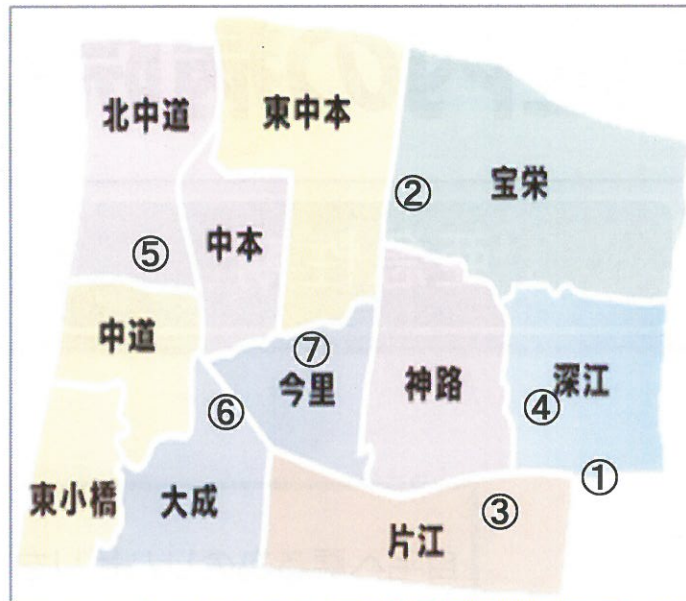 北中道
東中本
宝栄
②
中本
⑤
中道
⑦
今里
神路
深江
④
⑥
東小橋
大成
片江
③
①